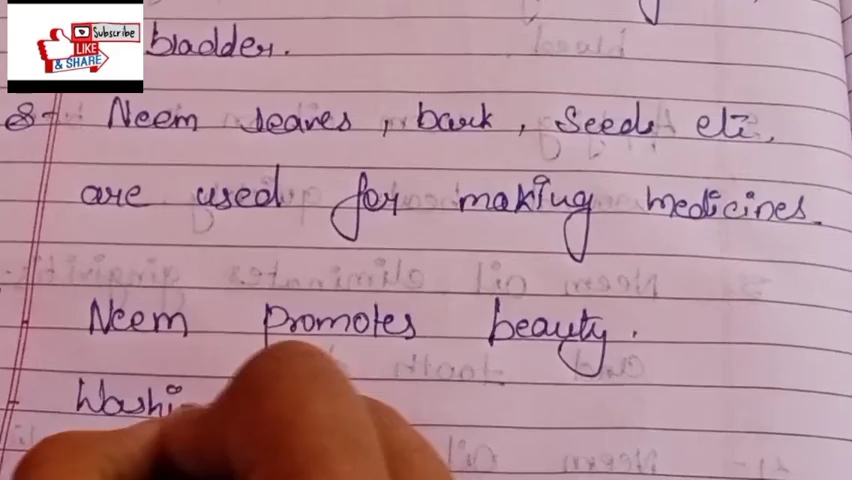 Subscribe
LIKE
& SHARE
bladder.
8- Neem leaves, bark, Seeds etc.
are used for making medicines.
Neem promotes beauty.
Washi